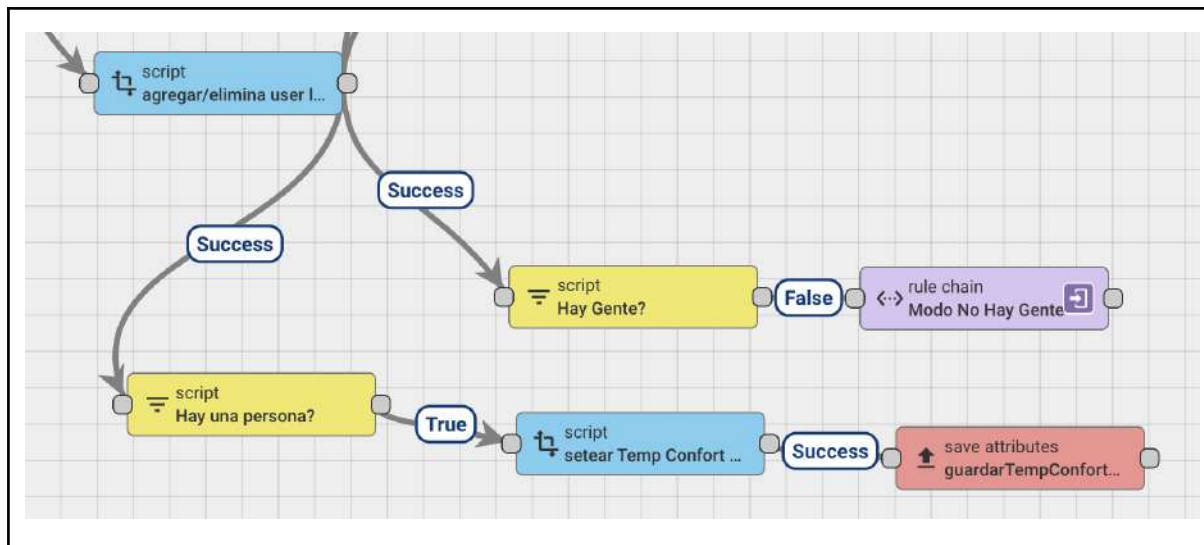 script
agregar/elimina user l...
Success
Success
script
Hay Gente?
False
rule chain
Modo No Hay Gente
script
Hay una persona?
True
script
setear Temp Confort ...
Success
save attributes
guardarTempConfort...